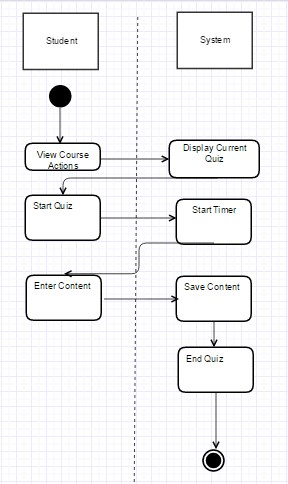 Student
System
View Course
Actions
Display Current
Quiz
Start Quiz
Start Timer
Enter Content
Save Content
End Quiz